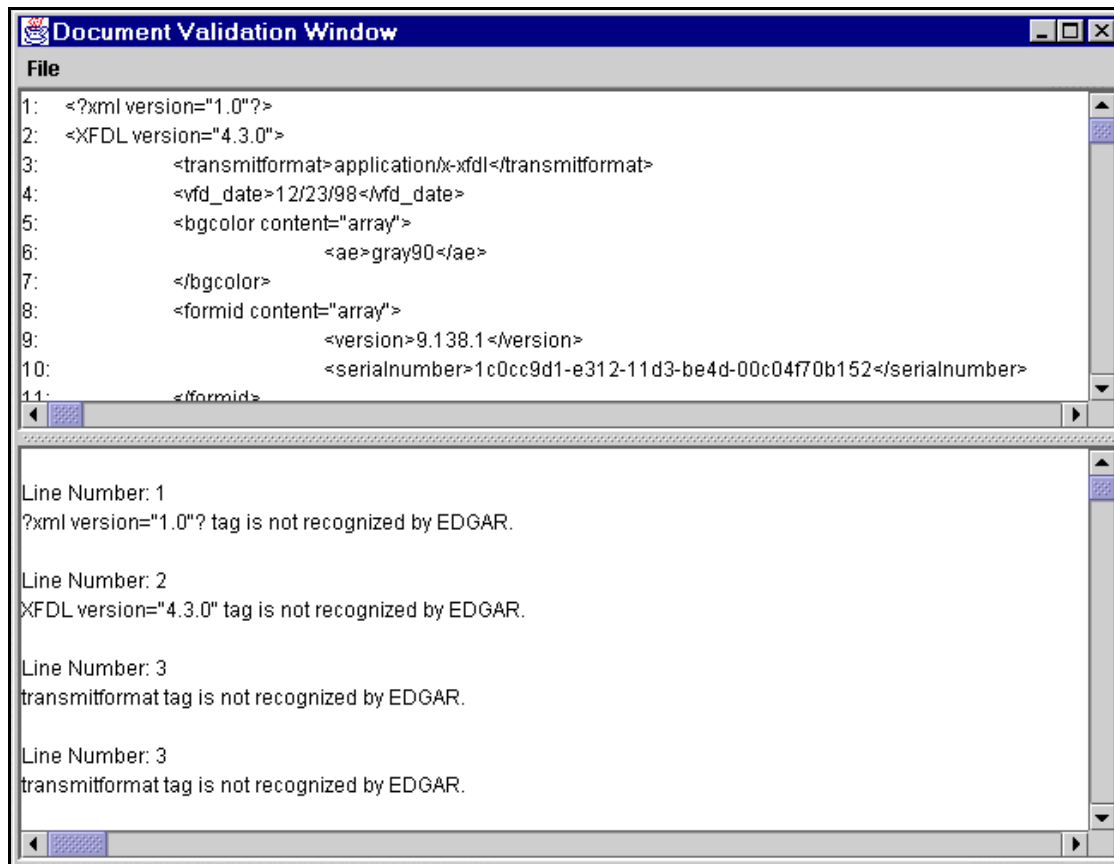 Document Validation Window
File
1: <?xml version="1.0"?>
2: <XFDL version="4.3.0">
3: <transmitformat>application/x-xfdl</transmitformat>
4: <vfd_date>12/23/98</vfd_date>
5: <bgcolor content="array">
6: <ae>gray90</ae>
7: </bgcolor>
8: <formid content="array">
9: <version>9.138.1</version>
10: <serialnumber>1c0cc9d1-e312-11d3-be4d-00c04f70b152</serialnumber>
11: </formid>
Line Number: 1
?xml version="1.0"? tag is not recognized by EDGAR.
Line Number: 2
XFDL version="4.3.0" tag is not recognized by EDGAR.
Line Number: 3
transmitformat tag is not recognized by EDGAR.
Line Number: 3
transmitformat tag is not recognized by EDGAR.